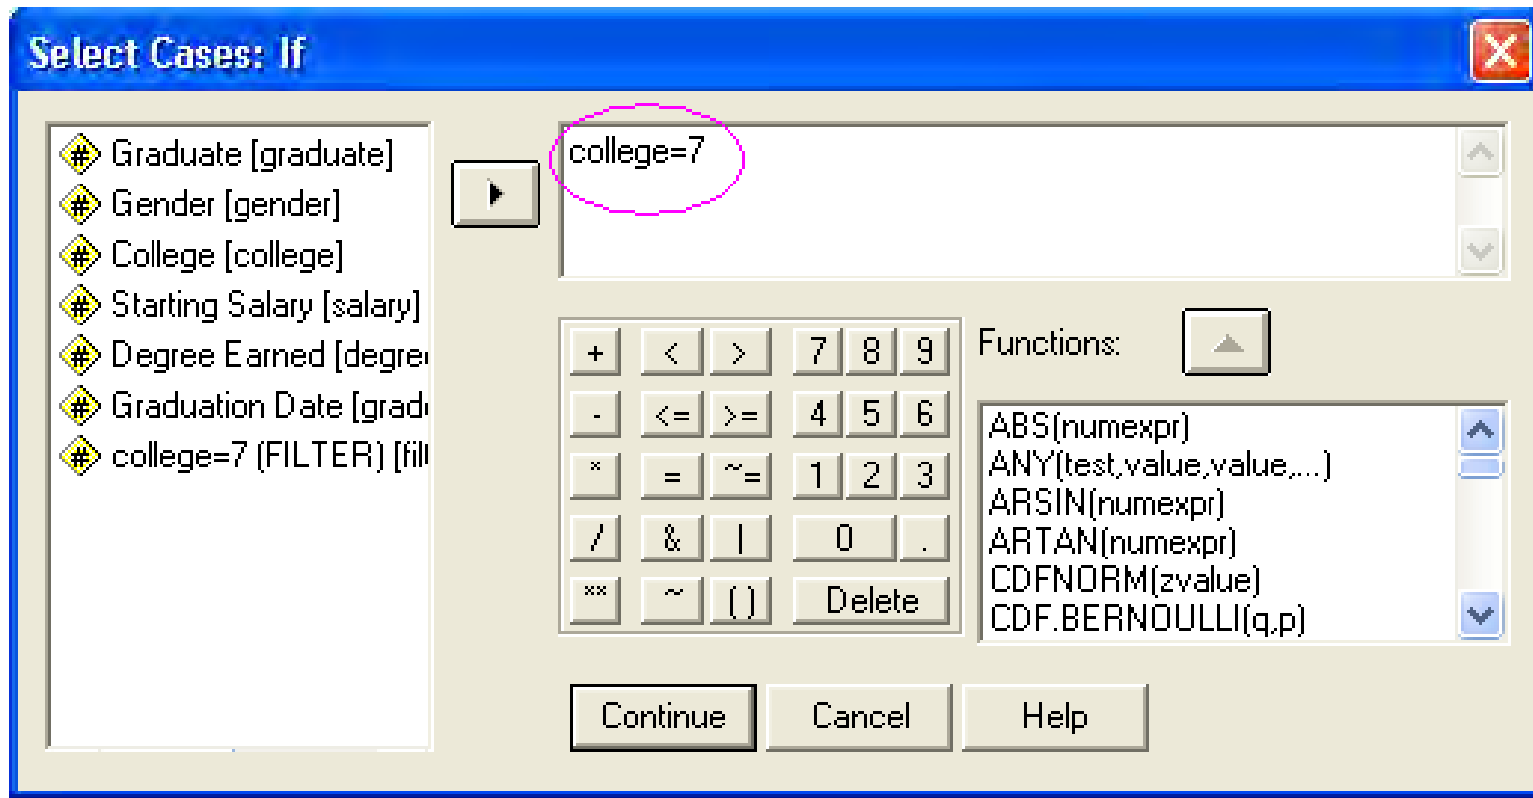 Select Cases: If
Graduate [graduate]
Gender [gender]
College [college]
Starting Salary [salary]
Degree Earned [degre
Graduation Date [grad
college=7 (FILTER) [fil
college=7
+ < > 7 8 9
- <= >= 4 5 6
* = ~= 1 2 3
/ & | 0 .
** ~ () Delete
Functions:
ABS(numexpr)
ANY(test,value,value,...)
ARSIN(numexpr)
ARTAN(numexpr)
CDFNORM(zvalue)
CDF.BERNOULLI(q,p)
Continue Cancel Help